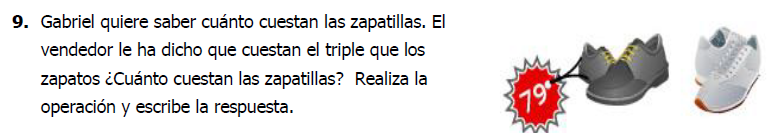 9. Gabriel quiere saber cuánto cuestan las zapatillas. El
vendedor le ha dicho que cuestan el triple que los
zapatos ¿Cuánto cuestan las zapatillas? Realiza la
operación y escribe la respuesta.
79